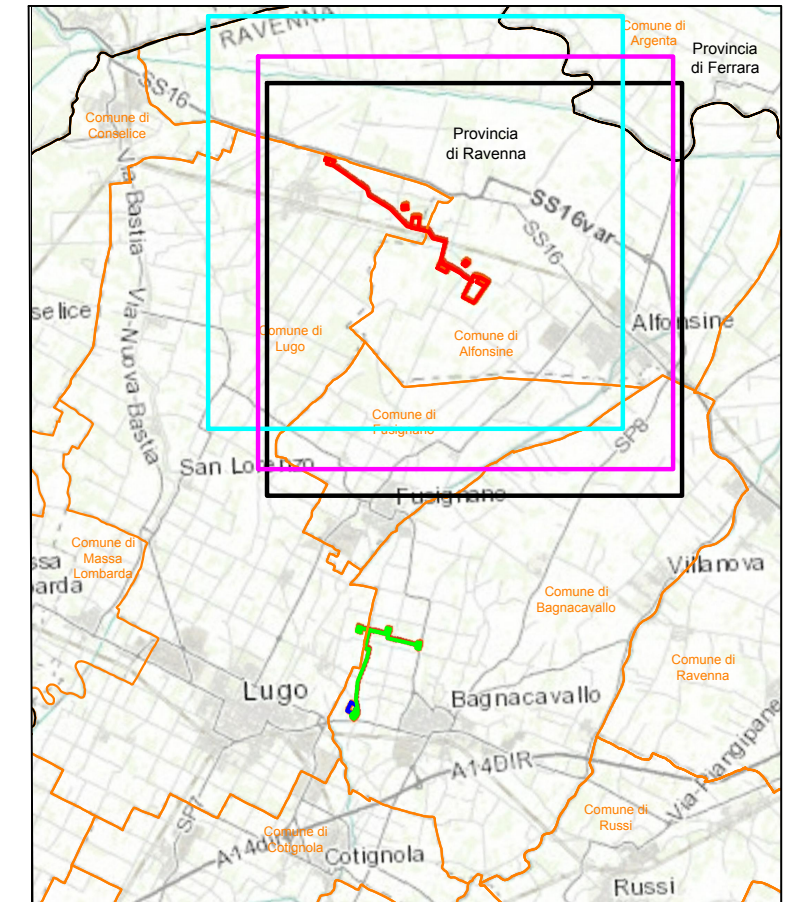 RAVENNA
Comune di
Argenta
Provincia
di Ferrara
SS16
Comune di
Conselice
Provincia
di Ravenna
SS16var
SS16
Via Bastia
Via Nuova Bastia
selice
Comune di
Lugo
Comune di
Alfonsine
Alfonsine
Comune di
Fusignano
SP8
San Lorenzo
Fusignano
Comune di
Massa
Lombarda
ssa
arda
Villanova
Comune di
Bagnacavallo
Comune di
Ravenna
Lugo
Bagnacavallo
A14DIR
Via-Piangipane
SP7
Comune di
Russi
A14dir
Comune di
Cotignola
Cotignola
Russi